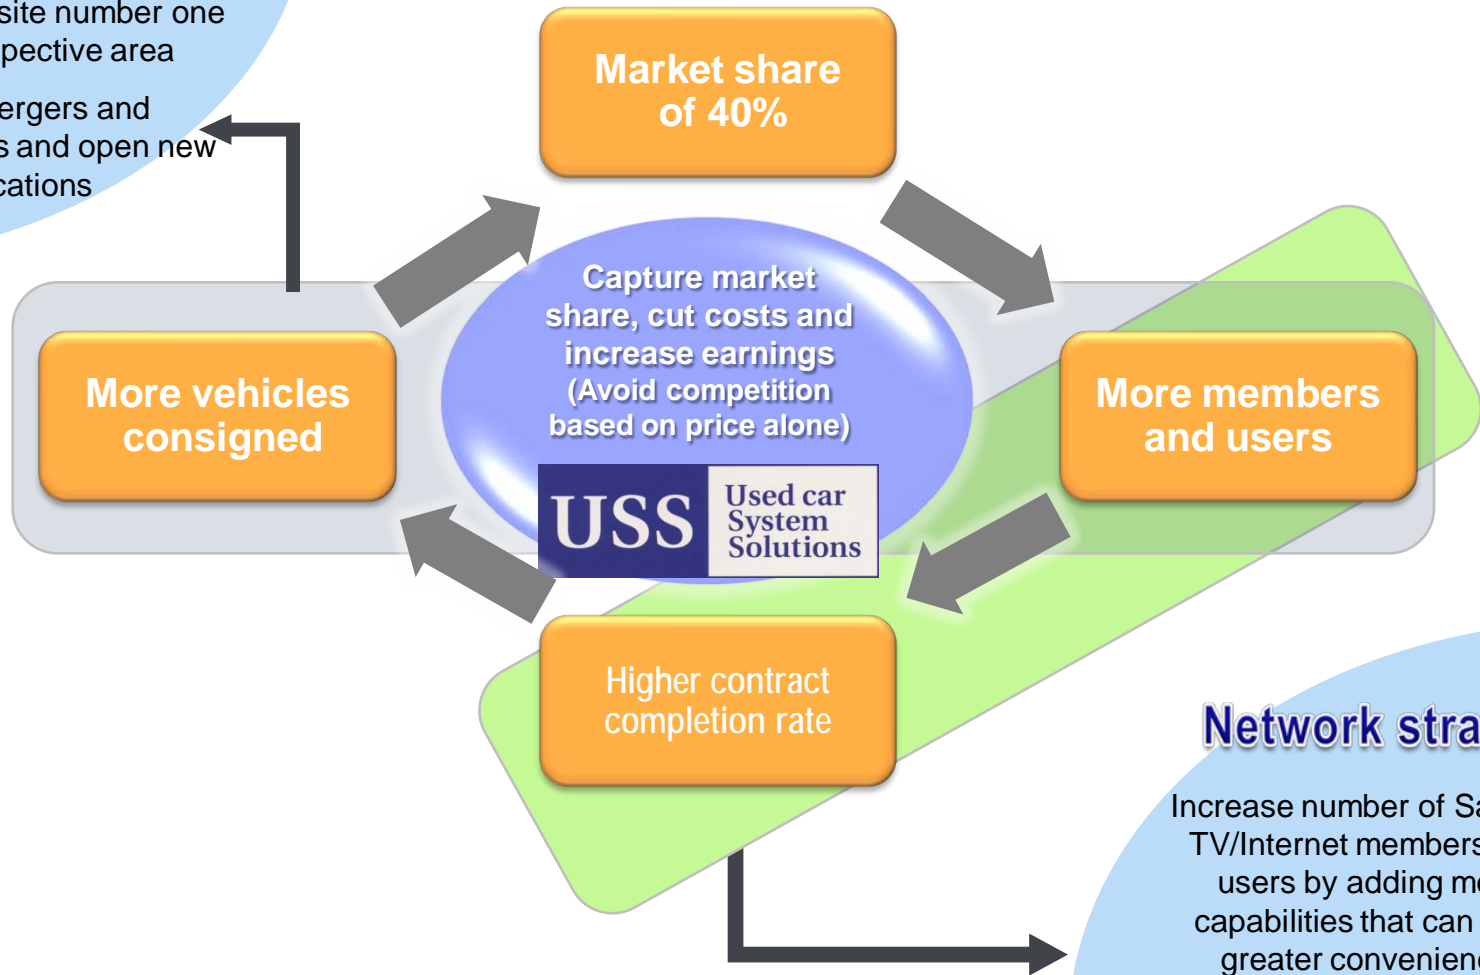 site number one
pective area
ergers and
s and open new
cations
Market share
of 40%
Capture market
share, cut costs and
increase earnings
(Avoid competition
based on price alone)
USS
Used car
System
Solutions
More vehicles
consigned
More members
and users
Higher contract
completion rate
Network stra
Increase number of Sa
TV/Internet members
users by adding mo
capabilities that can
greater convenienc